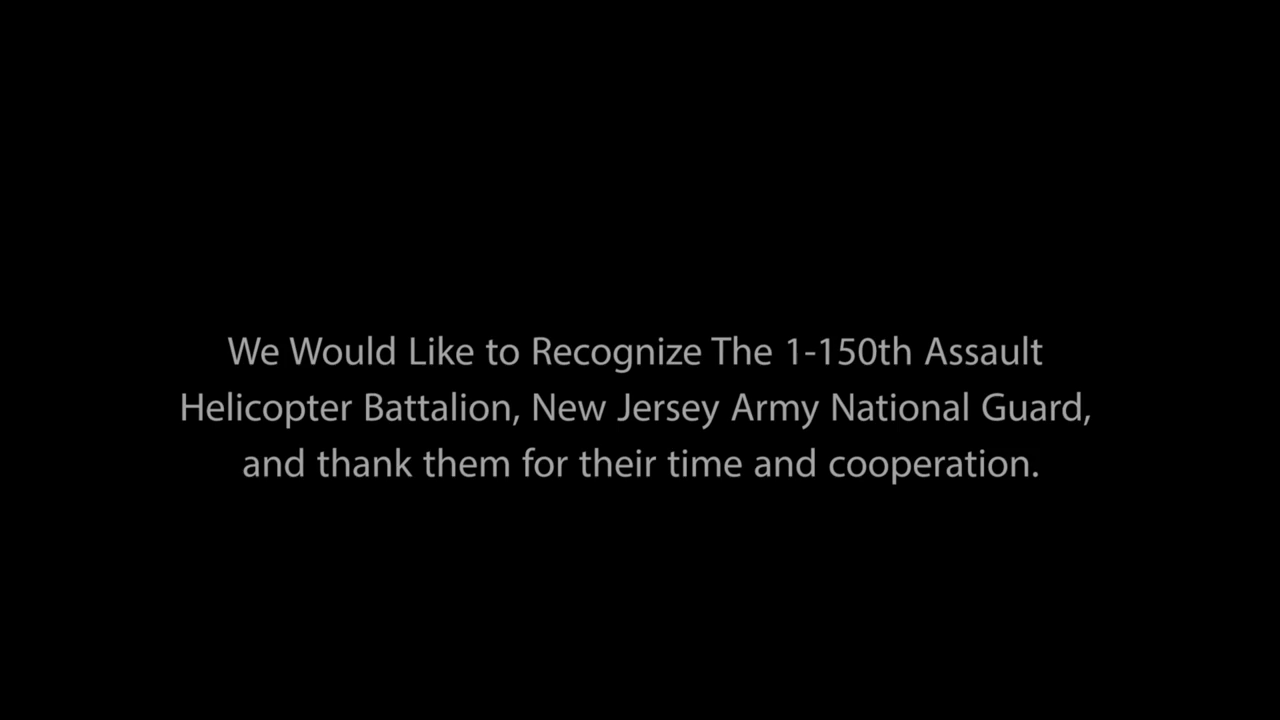 We Would Like to Recognize The 1-150th Assault
Helicopter Battalion, New Jersey Army National Guard,
and thank them for their time and cooperation.